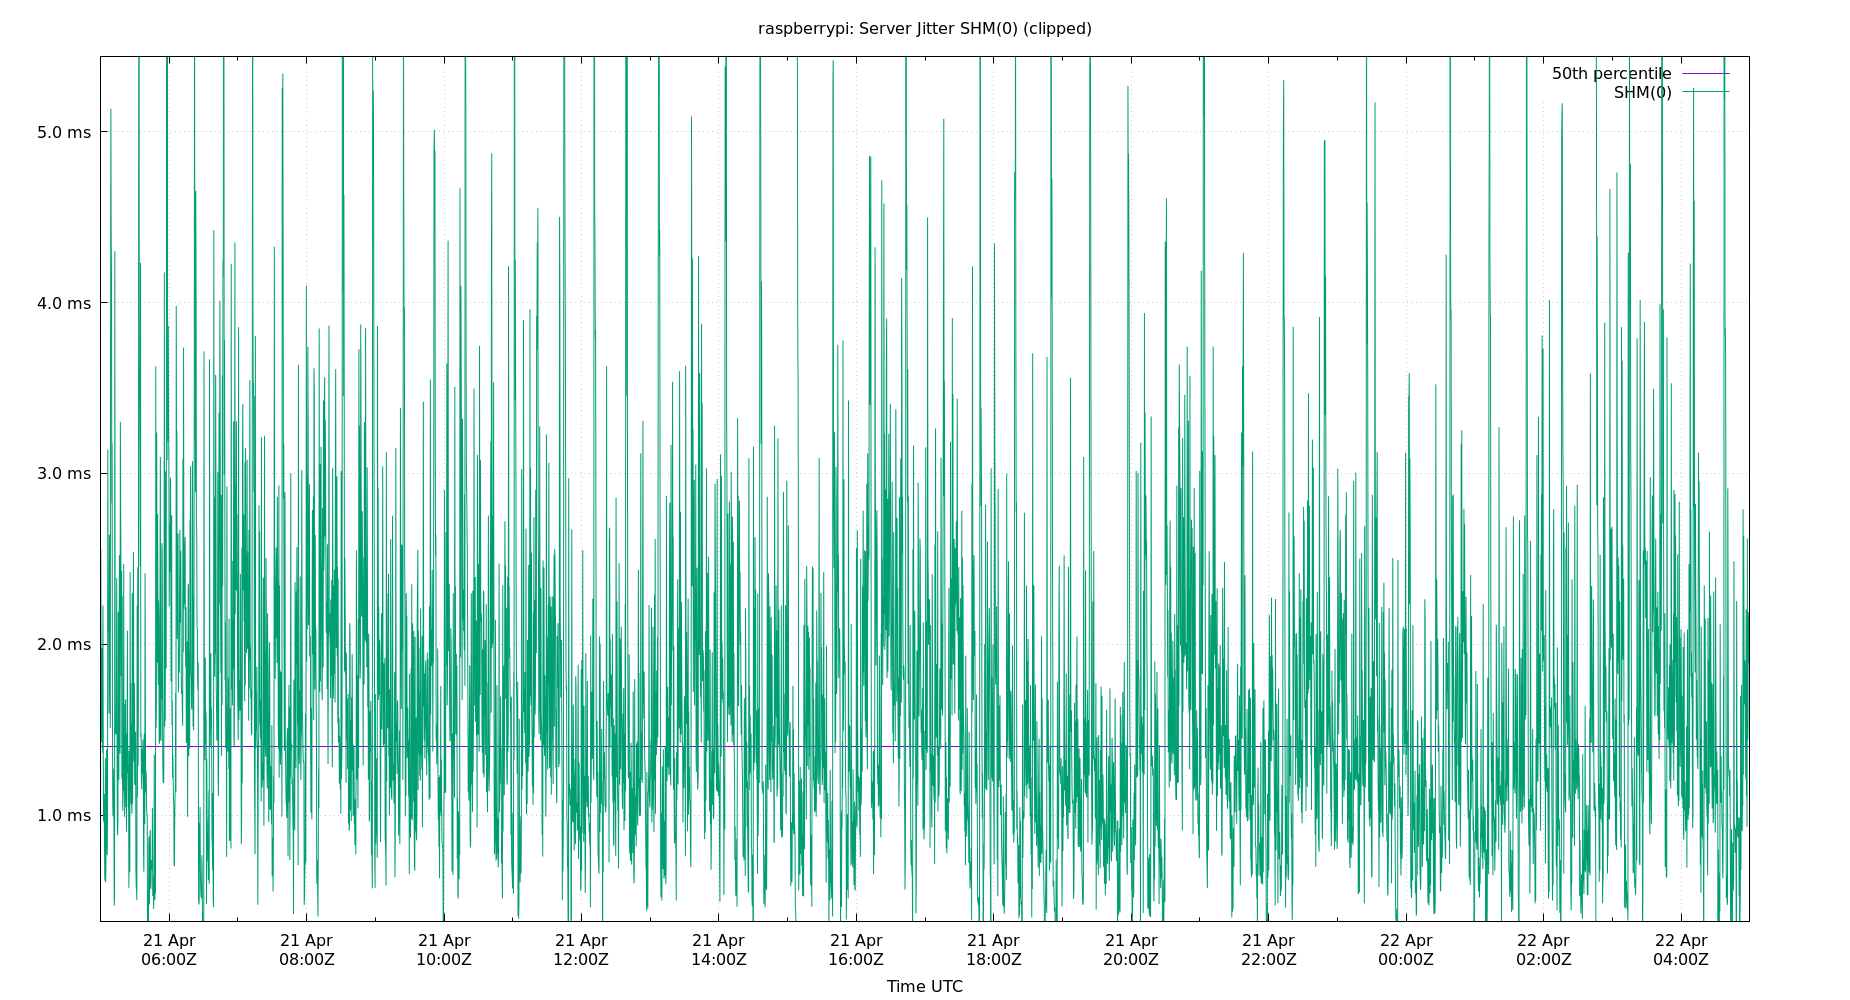 raspberrypi: Server Jitter SHM(0) (clipped)
50th percentile
SHM(0)
5.0 ms
4.0 ms
3.0 ms
2.0 ms
1.0 ms
21 Apr 21 Apr 21 Apr 21 Apr 21 Apr 21 Apr 21 Apr 21 Apr 21 Apr 22 Apr 22 Apr 22 Apr
06:00Z 08:00Z 10:00Z 12:00Z 14:00Z 16:00Z 18:00Z 20:00Z 22:00Z 00:00Z 02:00Z 04:00Z
Time UTC